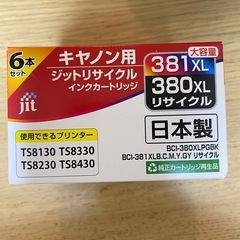 6本
セット
jit
キヤノン用
ジットリサイクル
インクカートリッジ
大容量
381XL
380XL
リサイクル
使用できるプリンター
TS8130 TS8330
TS8230 TS8430
日本製
BCI-380XLPGBK
BCI-381XLB.C.M.Y.GY リサイクル
純正カートリッジ再生品